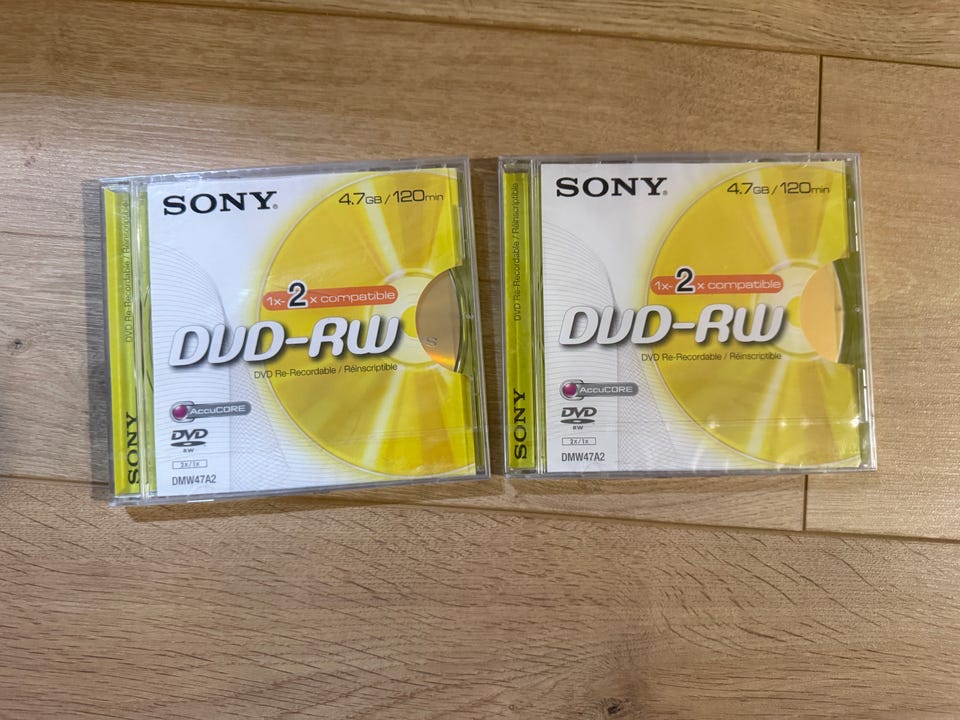 SONY®
4.7GB / 120min
1x-2x compatible
DVD-RW
DVD Re-Recordable / Réinscriptible
AccuCORE
DVD
RW
2x/1x
DMW47A2
DVD Re-Recordable / Réinscriptible
SONY
S
SONY®
4.7GB / 120min
1x-2x compatible
DVD-RW
DVD Re-Recordable / Réinscriptible
AccuCORE
DVD
RW
2x/1x
DMW47A2
DVD Re-Recordable / Réinscriptible
SONY